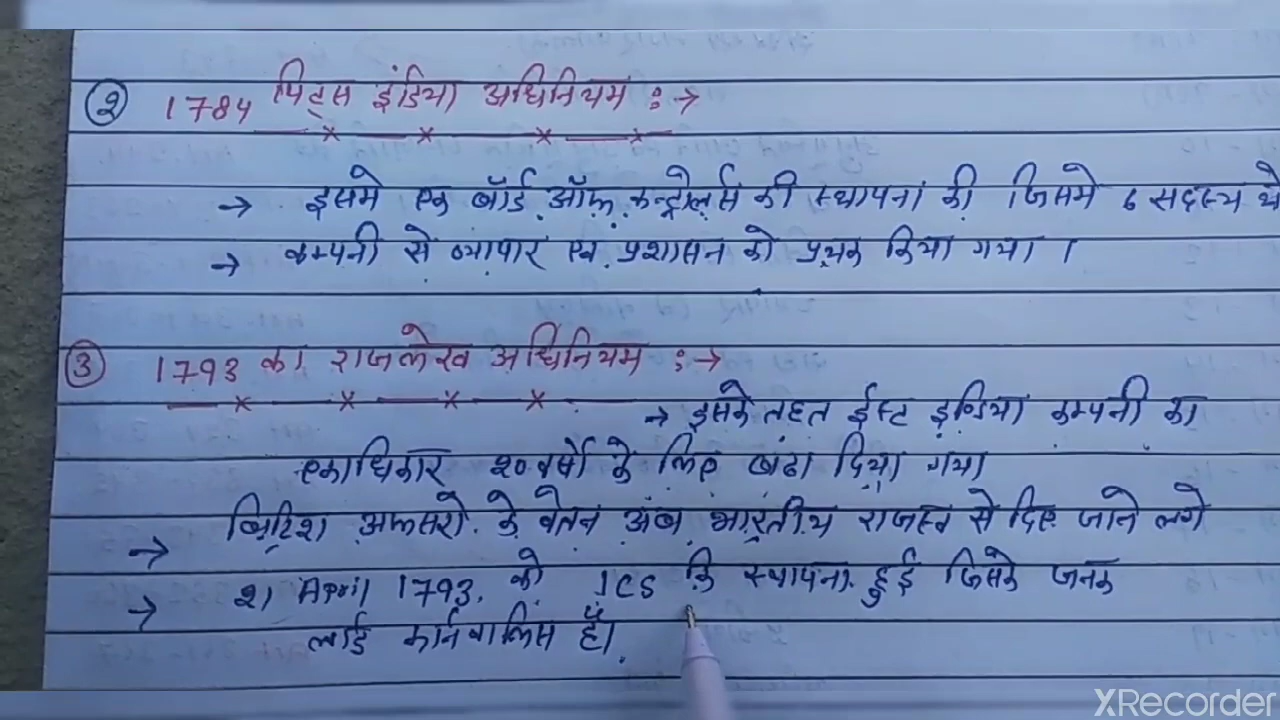 ② 1784 पिट्स इंडिया अधिनियम :→
→ इसमे एक बॉर्ड ऑफ कन्ट्रोलर्स की स्थापना की जिसमे 6 सदस्य थे
→ कम्पनी से व्यापार एव प्रशासन को प्रथक किया गया ।
③ 1793 का राजलेख अधिनियम :→
→ इसके तहत ईस्ट इण्डिया कम्पनी का
एकाधिकार 20 वर्षो के लिए बढा दिया गया
→ ब्रिटिश अफसरो के वेतन अब भारतीय राजस्व से दिए जाने लगे
→ 21 April 1793 को ICS कि स्थापना हुई जिसके जनक
लार्ड कार्नवालिस है।
XRecorder